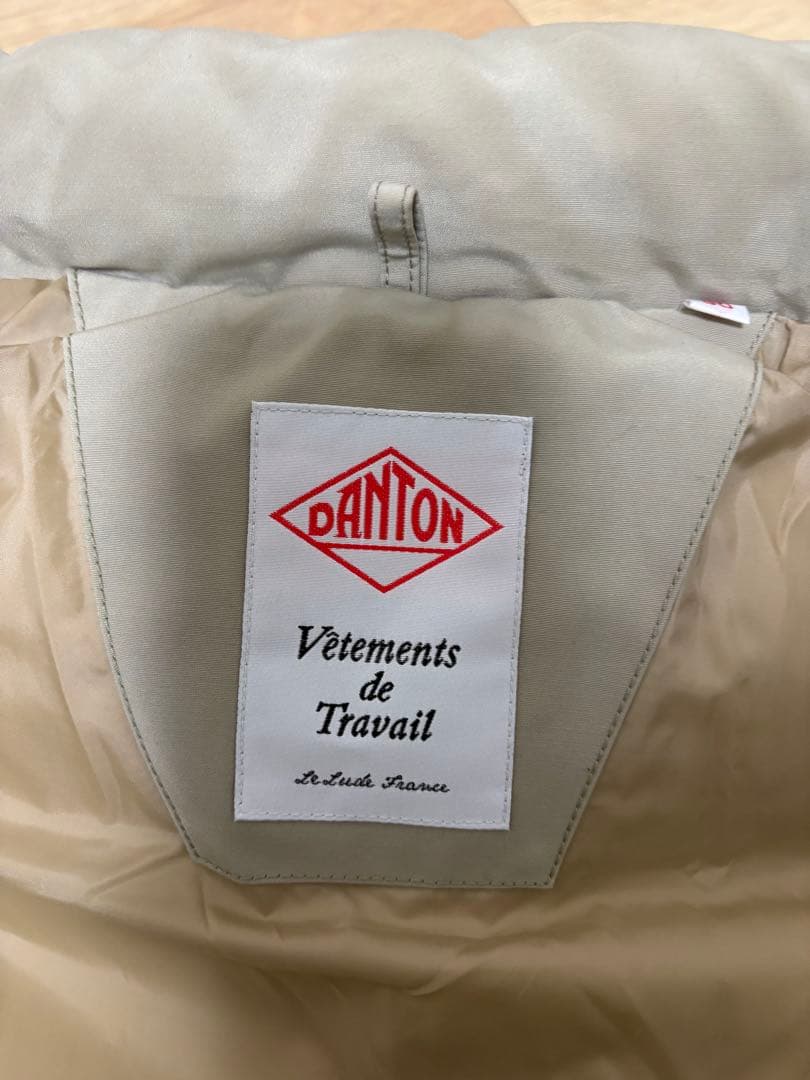 DANTON
Vêtements
de
Travail
Le Lude France